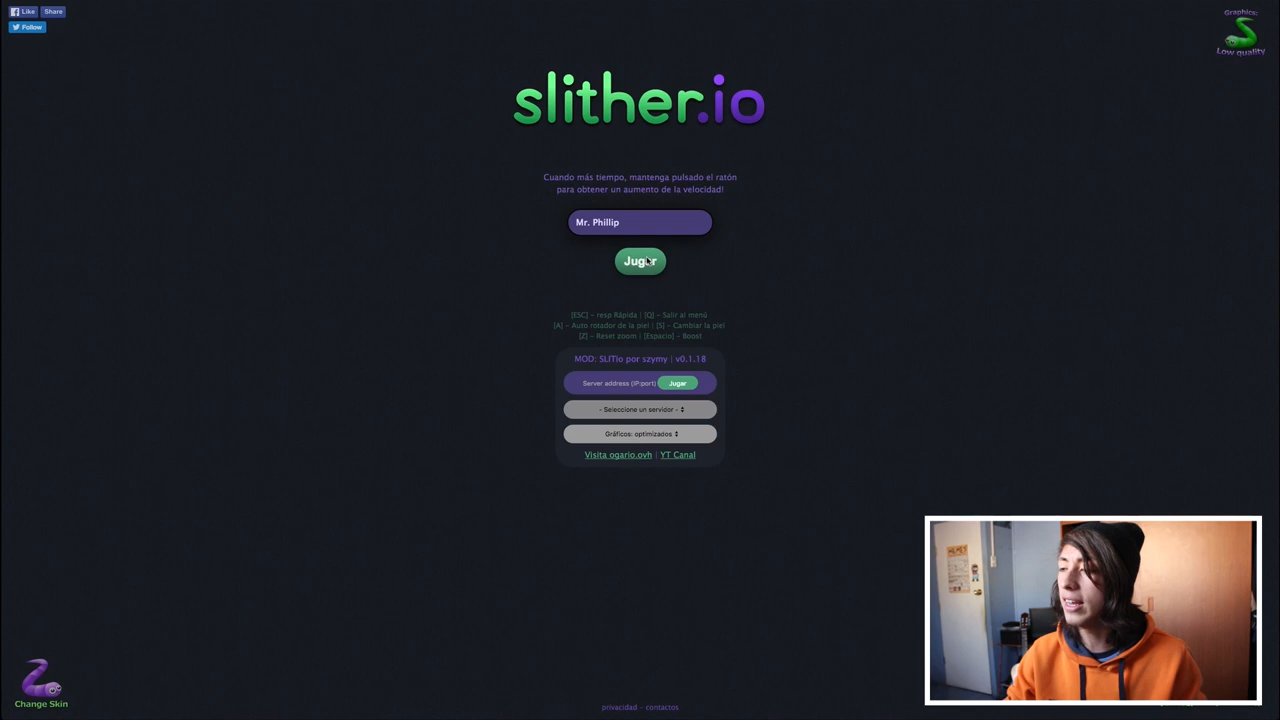 Like Share
Follow
Graphics:
Low quality
slither.io
Cuando más tiempo, mantenga pulsado el ratón
para obtener un aumento de la velocidad!
Mr. Phillip
Jugar
[ESC] - resp Rápida | [Q] - Salir al menú
[A] - Auto rotador de la piel | [S] - Cambiar la piel
[Z] - Reset zoom | [Espacio] - Boost
MOD: SLITio por szymy | v0.1.18
Server address (IP:port) Jugar
- Seleccione un servidor -
Gráficos: optimizados
Visita ogario.ovh | YT Canal
Change Skin
privacidad - contactos